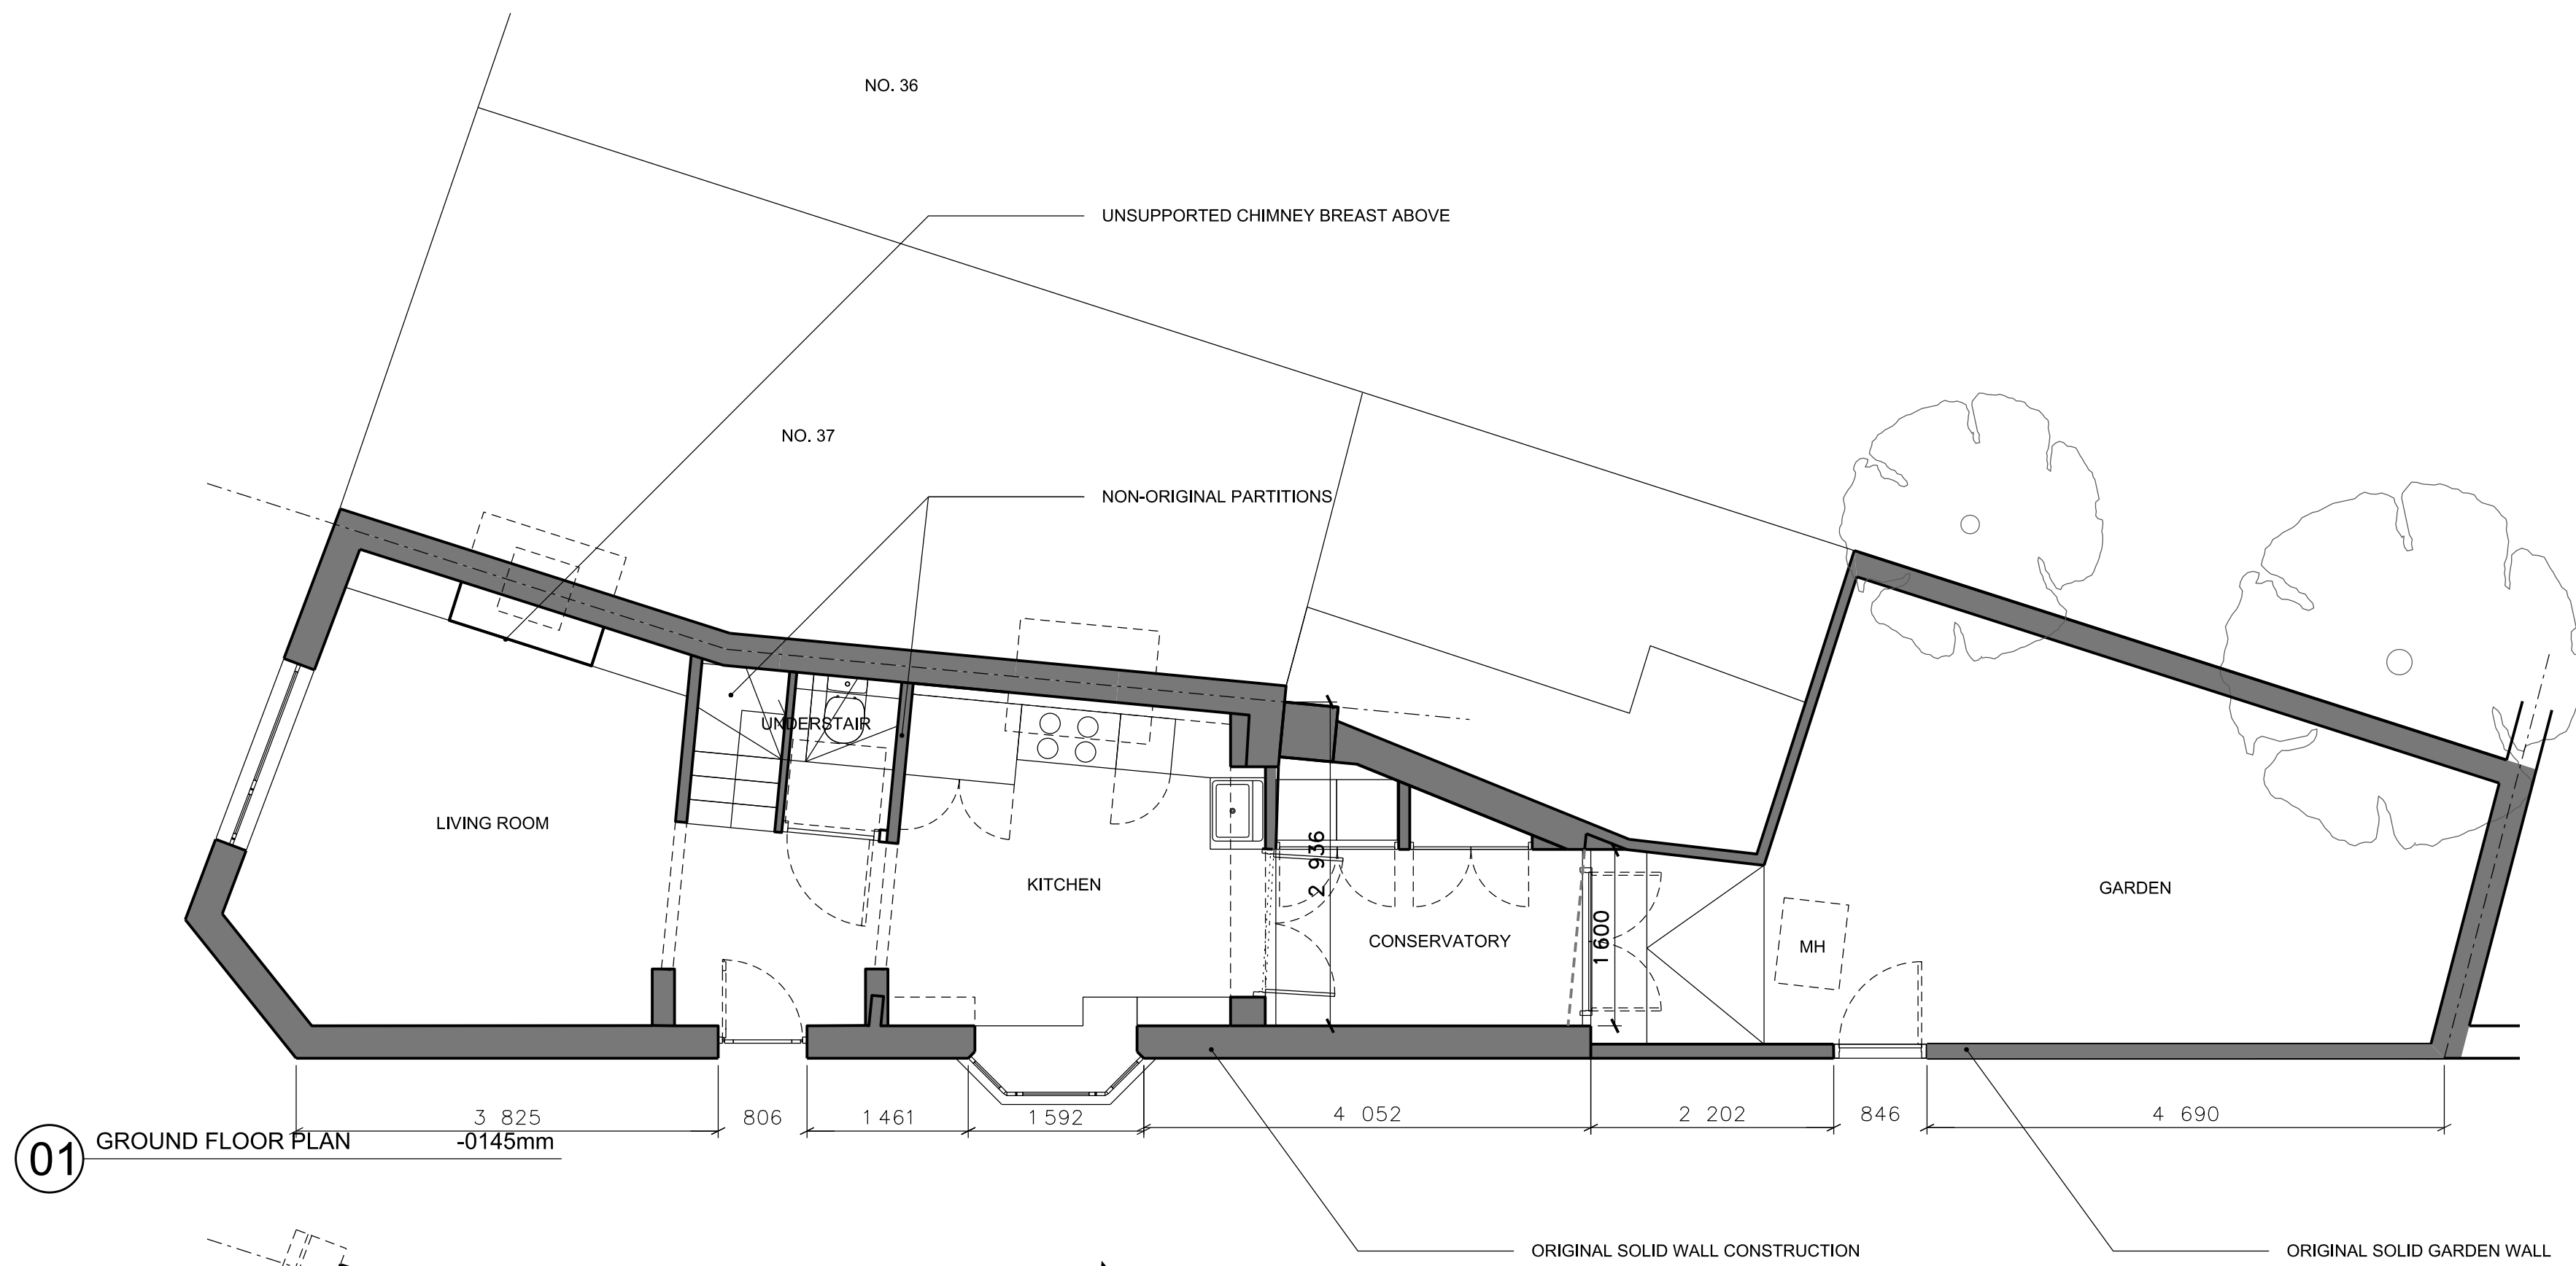 NO. 36
UNSUPPORTED CHIMNEY BREAST ABOVE
NO. 37
NON-ORIGINAL PARTITIONS
UNDERSTAIR
LIVING ROOM
KITCHEN
2 936
GARDEN
CONSERVATORY
1 600
MH
3 825
806
1 461
1 592
4 052
2 202
846
4 690
01
GROUND FLOOR PLAN -0145mm
ORIGINAL SOLID WALL CONSTRUCTION
ORIGINAL SOLID GARDEN WALL